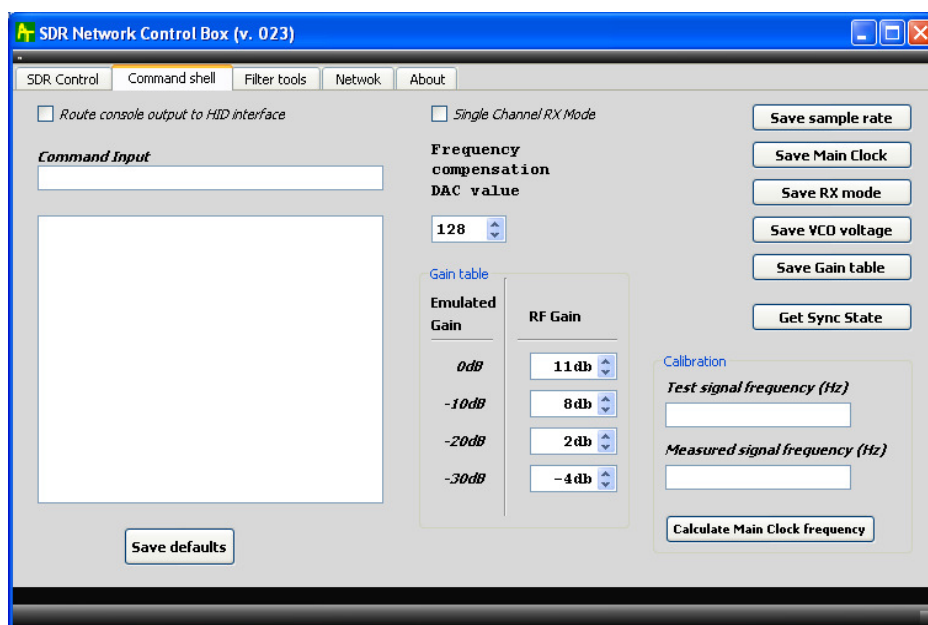 SDR Network Control Box (v. 023)
SDR Control
Command shell
Filter tools
Netwok
About
Route console output to HID interface
Command Input
Save defaults
Single Channel RX Mode
Frequency
compensation
DAC value
128
Gain table
Emulated
Gain
RF Gain
0dB
11db
-10dB
8db
-20dB
2db
-30dB
-4db
Save sample rate
Save Main Clock
Save RX mode
Save VCO voltage
Save Gain table
Get Sync State
Calibration
Test signal frequency (Hz)
Measured signal frequency (Hz)
Calculate Main Clock frequency